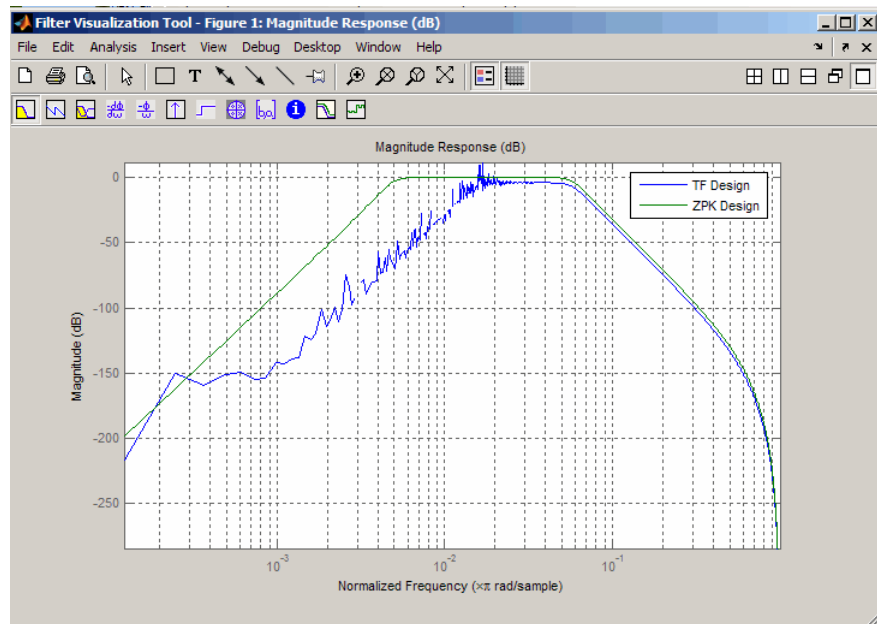 Filter Visualization Tool - Figure 1: Magnitude Response (dB)
File Edit Analysis Insert View Debug Desktop Window Help
T
[b,a]
i
Magnitude Response (dB)
TF Design
ZPK Design
0
-50
-100
-150
-200
-250
Magnitude (dB)
10^-3 10^-2 10^-1
Normalized Frequency (×π rad/sample)